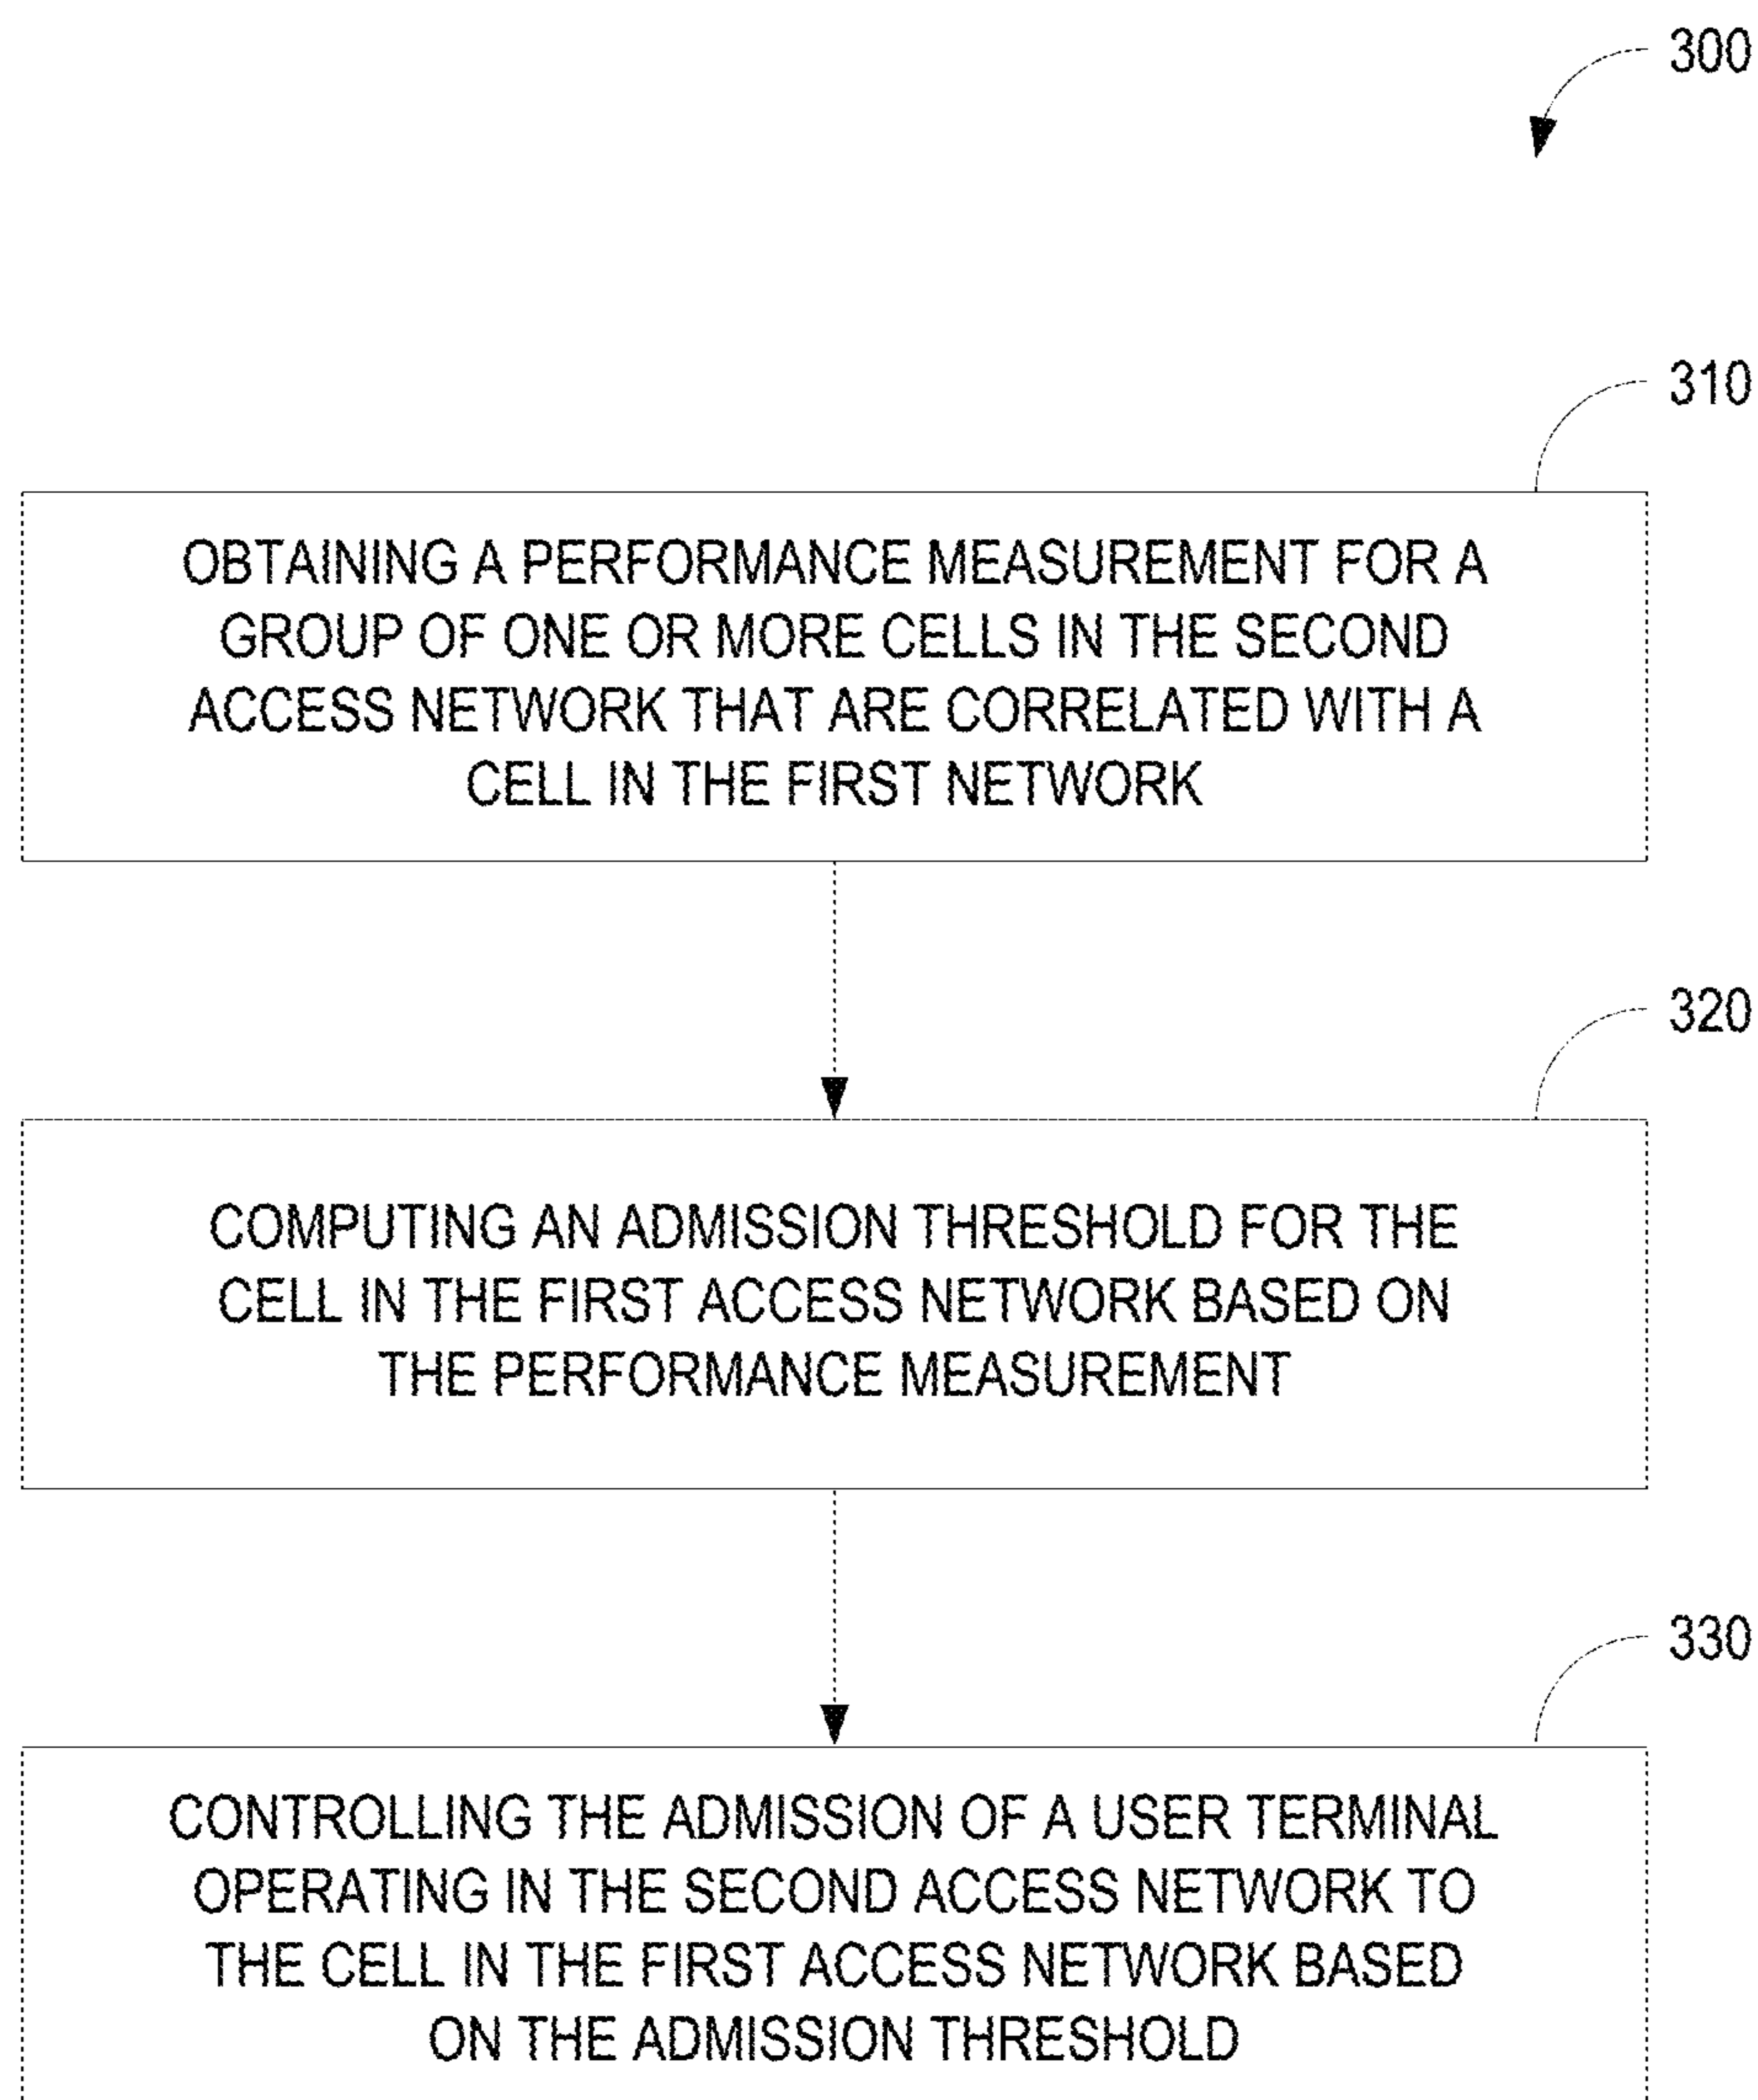 300
310
OBTAINING A PERFORMANCE MEASUREMENT FOR A
GROUP OF ONE OR MORE CELLS IN THE SECOND
ACCESS NETWORK THAT ARE CORRELATED WITH A
CELL IN THE FIRST NETWORK
320
COMPUTING AN ADMISSION THRESHOLD FOR THE
CELL IN THE FIRST ACCESS NETWORK BASED ON
THE PERFORMANCE MEASUREMENT
330
CONTROLLING THE ADMISSION OF A USER TERMINAL
OPERATING IN THE SECOND ACCESS NETWORK TO
THE CELL IN THE FIRST ACCESS NETWORK BASED
ON THE ADMISSION THRESHOLD